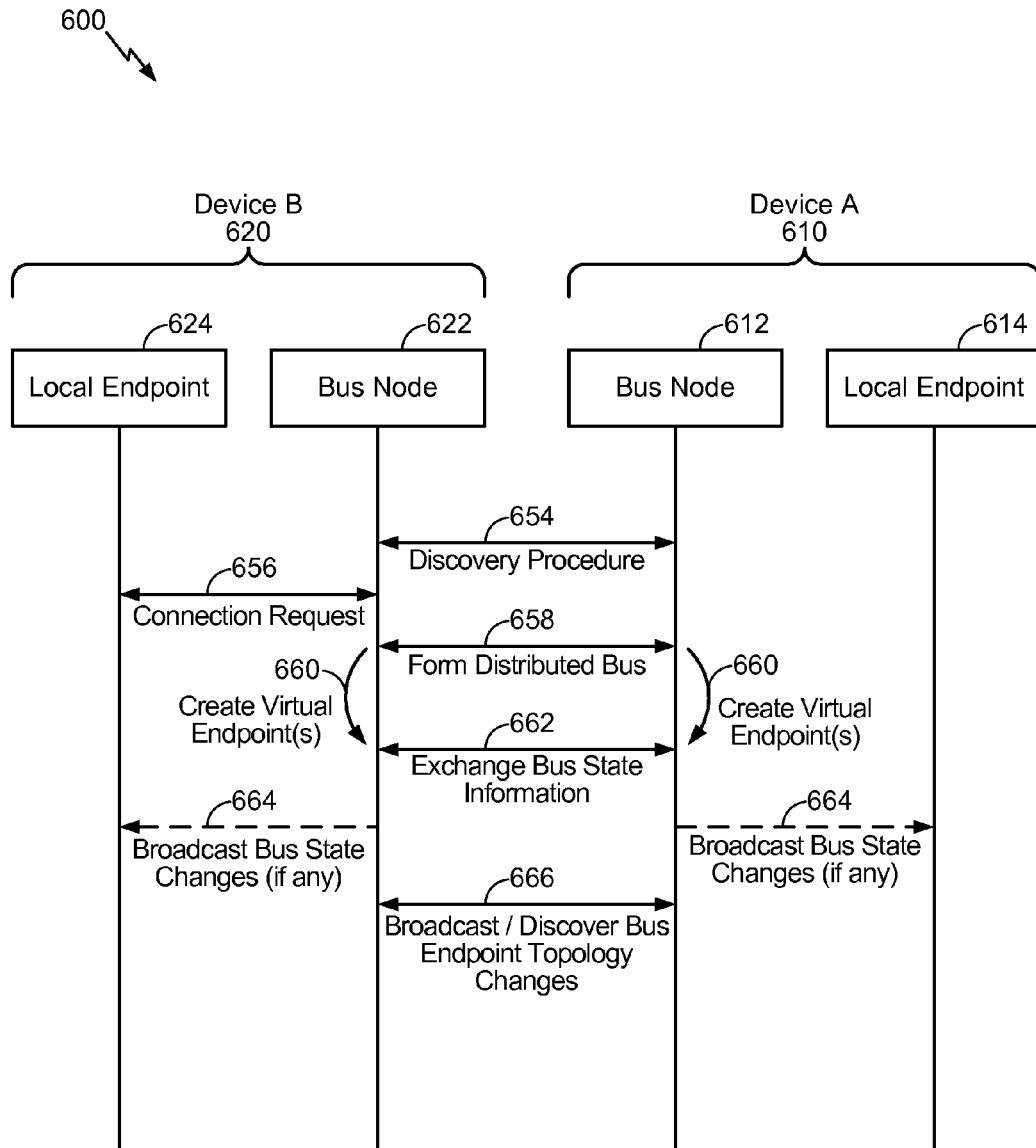 600
Device B
620
Device A
610
624
622
612
614
Local Endpoint
Bus Node
Bus Node
Local Endpoint
654
Discovery Procedure
656
Connection Request
658
Form Distributed Bus
660
Create Virtual
Endpoint(s)
660
Create Virtual
Endpoint(s)
662
Exchange Bus State
Information
664
Broadcast Bus State
Changes (if any)
664
Broadcast Bus State
Changes (if any)
666
Broadcast / Discover Bus
Endpoint Topology
Changes